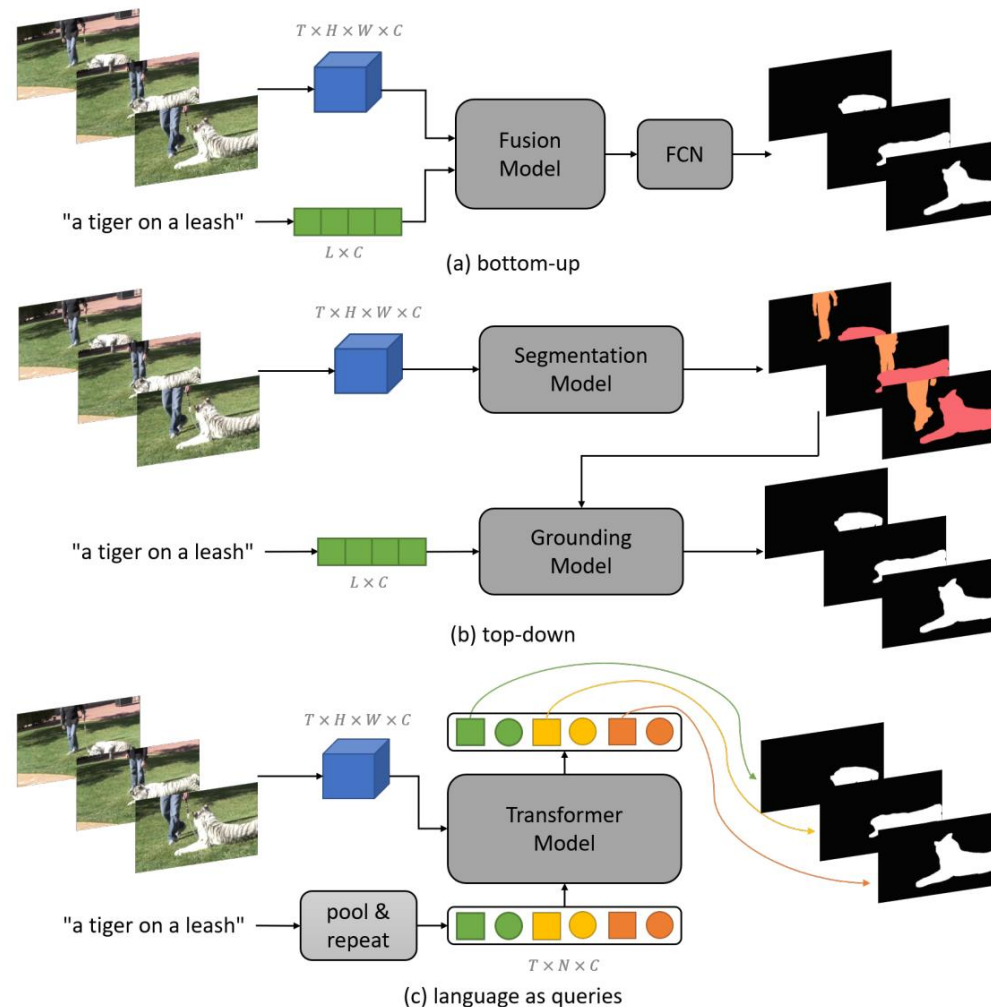 T × H × W × C
Fusion
Model
FCN
"a tiger on a leash"
L × C
(a) bottom-up
T × H × W × C
Segmentation
Model
"a tiger on a leash"
Grounding
Model
L × C
(b) top-down
T × H × W × C
Transformer
Model
"a tiger on a leash"
pool &
repeat
T × N × C
(c) language as queries